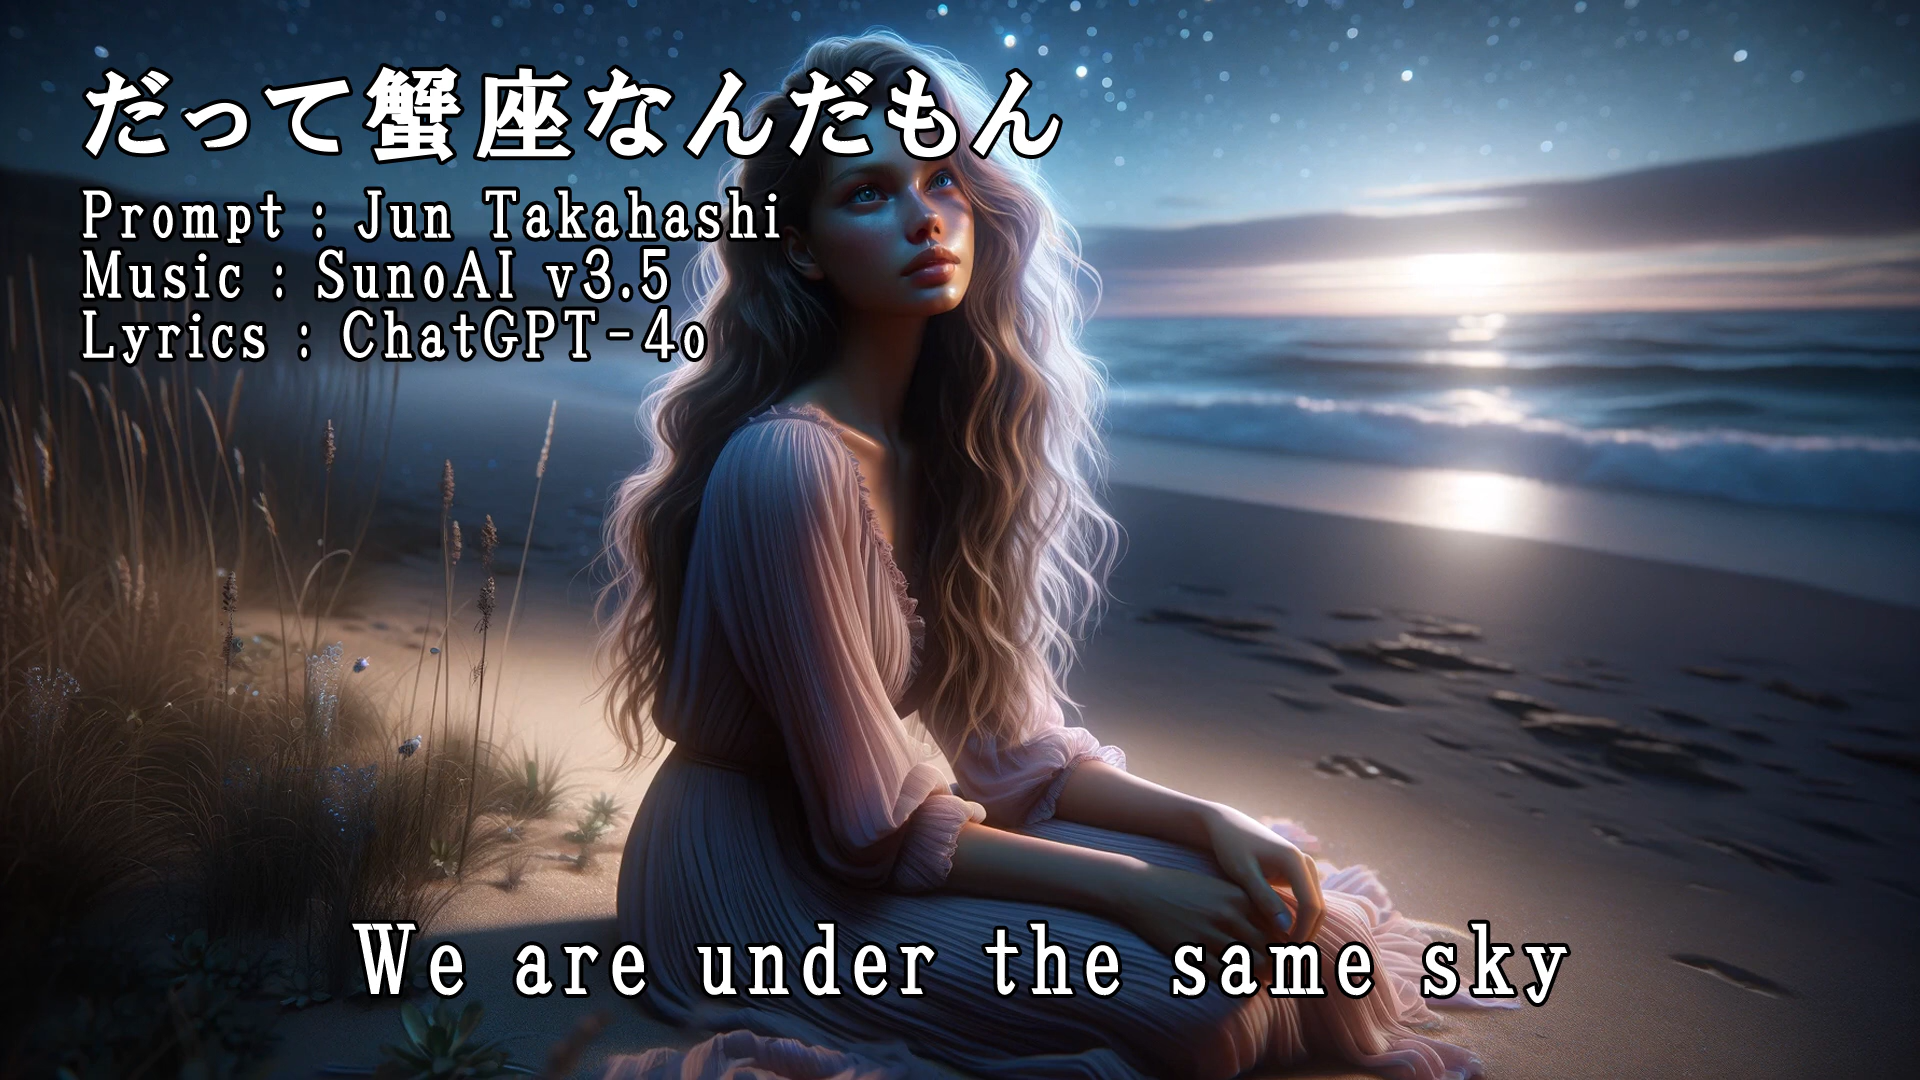 だって蟹座なんだもん
Prompt : Jun Takahashi
Music : SunoAI v3.5
Lyrics : ChatGPT-4o
We are under the same sky